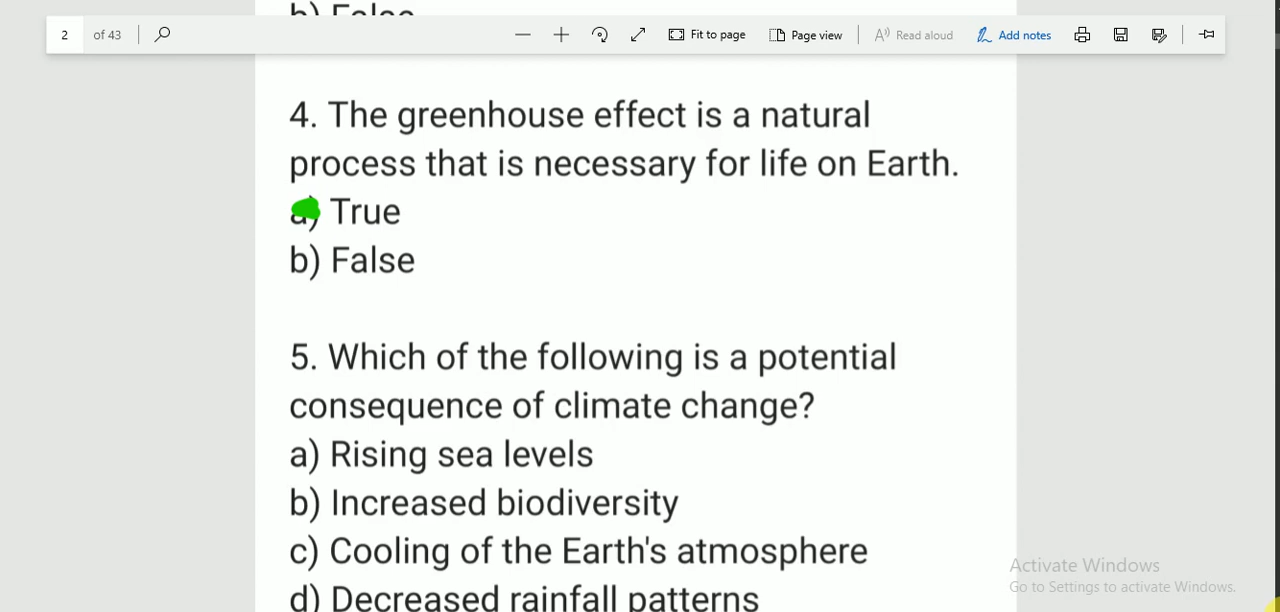 b) False
2 of 43 Fit to page Page view Read aloud Add notes
4. The greenhouse effect is a natural
process that is necessary for life on Earth.
a) True
b) False
5. Which of the following is a potential
consequence of climate change?
a) Rising sea levels
b) Increased biodiversity
c) Cooling of the Earth's atmosphere
d) Decreased rainfall patterns
Activate Windows
Go to Settings to activate Windows.